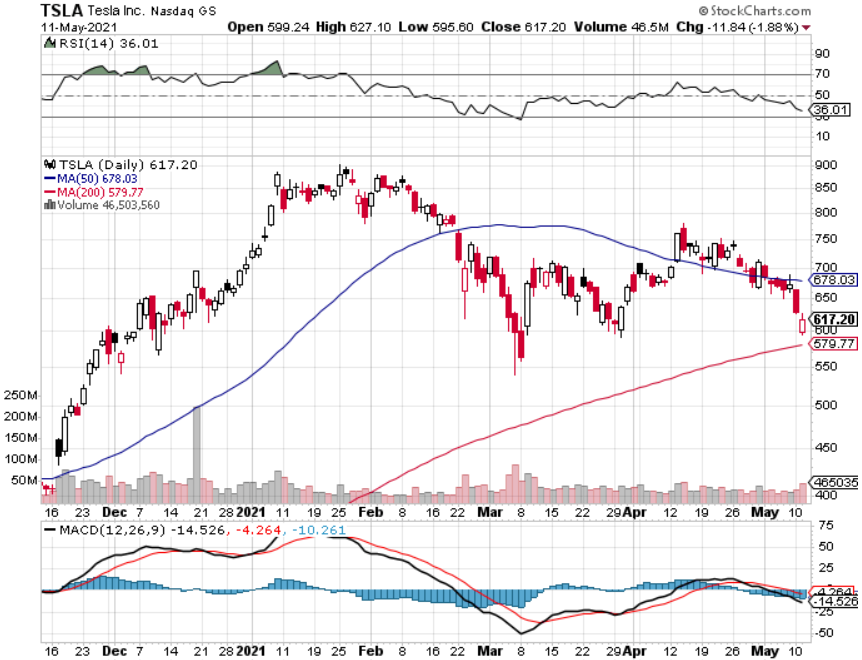 TSLA Tesla Inc. Nasdaq GS
© StockCharts.com
11-May-2021
Open 599.24 High 627.10 Low 595.60 Close 617.20 Volume 46.5M Chg -11.84 (-1.88%)
RSI(14) 36.01
90
70
50
36.01
30
10
TSLA (Daily) 617.20
MA(50) 678.03
MA(200) 579.77
Volume 46,503,560
900
850
800
750
700
678.03
650
617.20
600
579.77
550
500
450
400
250M
200M
150M
100M
50M
465035
16 23 Dec 7 14 21 28 2021 11 19 25 Feb 8 16 22 Mar 8 15 22 29 Apr 12 19 26 May 10
MACD(12,26,9) -14.526, -4.264, -10.261
75
50
25
0
-4.264
-14.526
-25
-50
16 23 Dec 7 14 21 28 2021 11 19 25 Feb 8 16 22 Mar 8 15 22 29 Apr 12 19 26 May 10